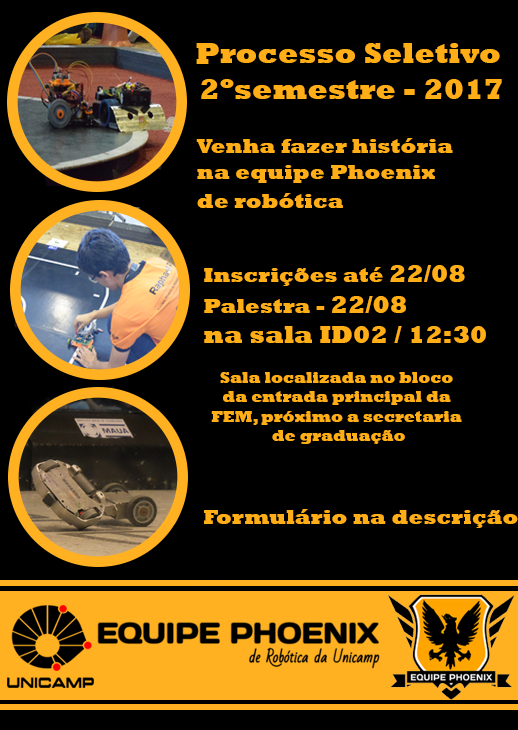 Processo Seletivo
2ºsemestre - 2017
Venha fazer história
na equipe Phoenix
de robótica
Inscrições até 22/08
Palestra - 22/08
na sala ID02 / 12:30
Sala localizada no bloco
da entrada principal da
FEM, próximo a secretaria
de graduação
MAUÁ
Formulário na descrição
UNICAMP
EQUIPE PHOENIX
de Robótica da Unicamp
EQUIPE PHOENIX